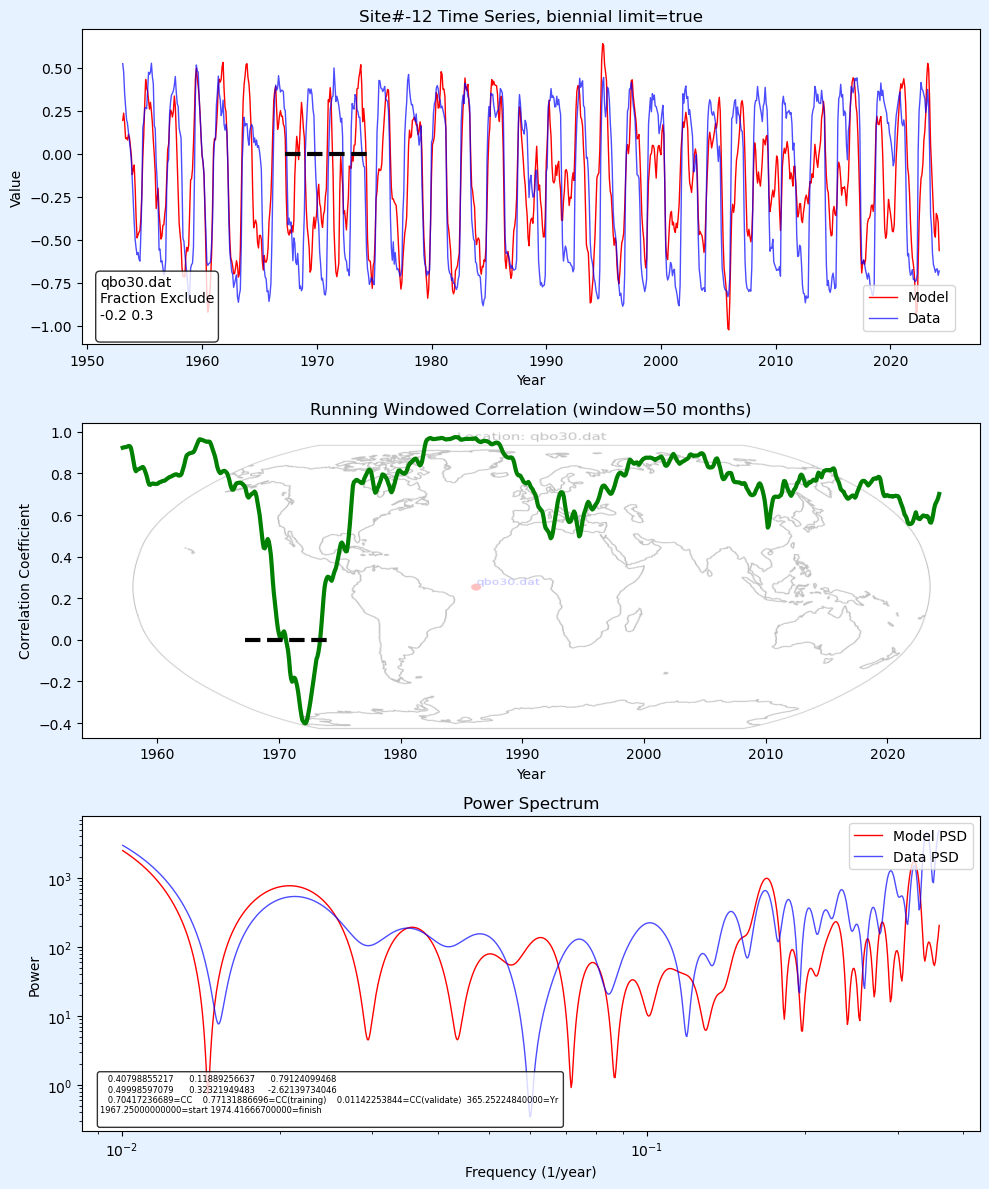 Site#-12 Time Series, biennial limit=true
Value
0.50
0.25
0.00
−0.25
−0.50
−0.75
−1.00
qbo30.dat
Fraction Exclude
-0.2 0.3
Model
Data
1950 1960 1970 1980 1990 2000 2010 2020
Year
Running Windowed Correlation (window=50 months)
Correlation Coefficient
1.0
0.8
0.6
0.4
0.2
0.0
−0.2
−0.4
Location: qbo30.dat
qbo30.dat
1960 1970 1980 1990 2000 2010 2020
Year
Power Spectrum
Power
10³
10²
10¹
10⁰
Model PSD
Data PSD
0.40798855217 0.11889256637 0.79124099468
0.49998597079 0.32321949483 -2.62139734046
0.70417236689=CC 0.77131886696=CC(training) 0.01142253844=CC(validate) 365.25224840000=Yr
1967.25000000000=start 1974.41666700000=finish
10⁻² 10⁻¹
Frequency (1/year)